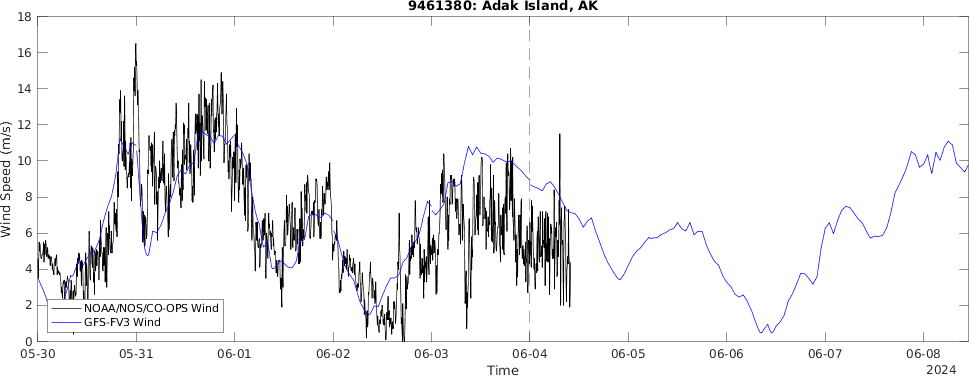 9461380: Adak Island, AK
18
16
14
12
10
8
6
4
2
0
Wind Speed (m/s)
NOAA/NOS/CO-OPS Wind
GFS-FV3 Wind
05-30 05-31 06-01 06-02 06-03 06-04 06-05 06-06 06-07 06-08
Time
2024